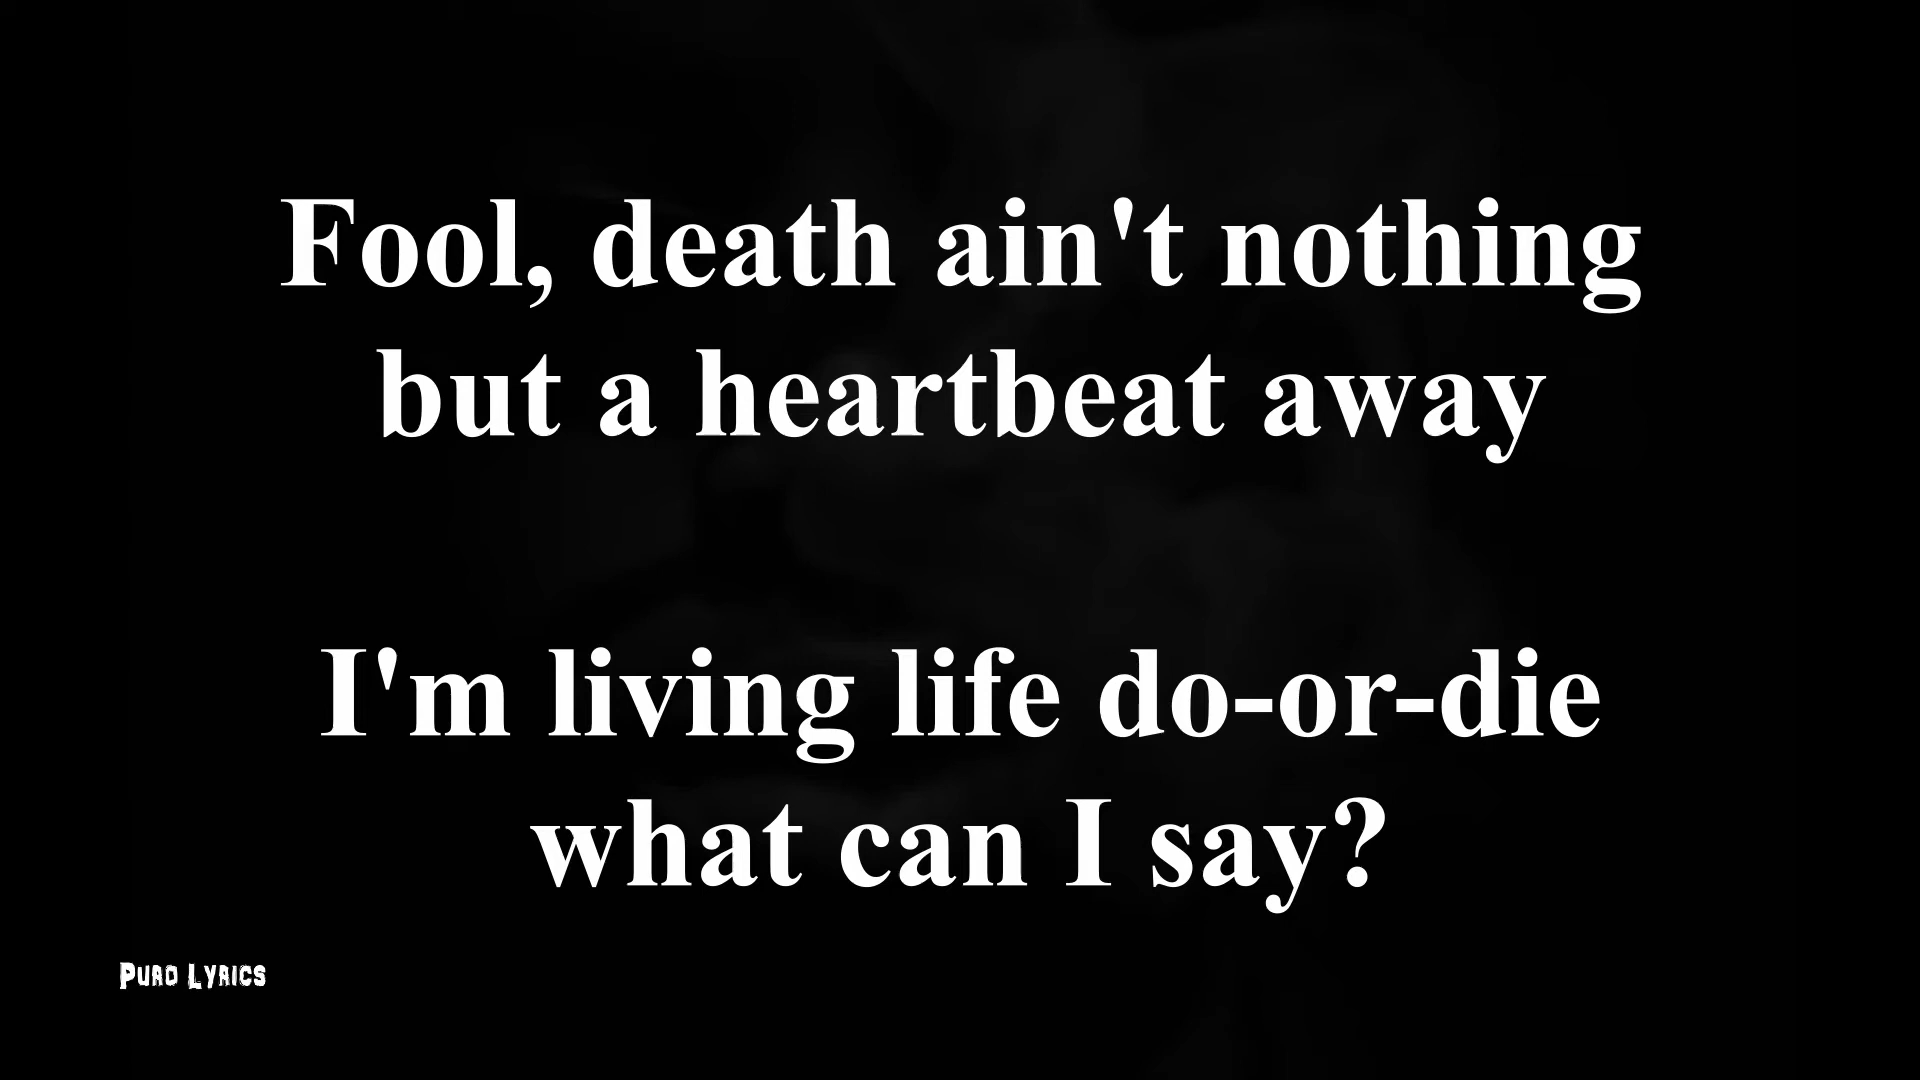 Fool, death ain't nothing
but a heartbeat away
I'm living life do-or-die
what can I say?
Puro Lyrics